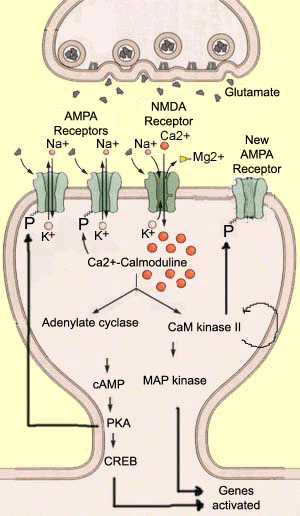 Glutamate
AMPA
Receptors
NMDA
Receptor
Na+
Na+
Na+
Ca2+
Mg2+
New
AMPA
Receptor
P
K+
P
K+
K+
P
Ca2+-Calmoduline
Adenylate cyclase
CaM kinase II
cAMP
MAP kinase
PKA
CREB
Genes
activated